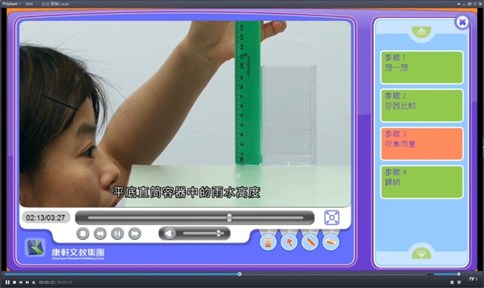 步驟 1
想一想
步驟 2
容器比較
步驟 3
收集雨量
步驟 4
歸納
平底直筒容器中的雨水高度
02:13/03:27
康軒文教集團